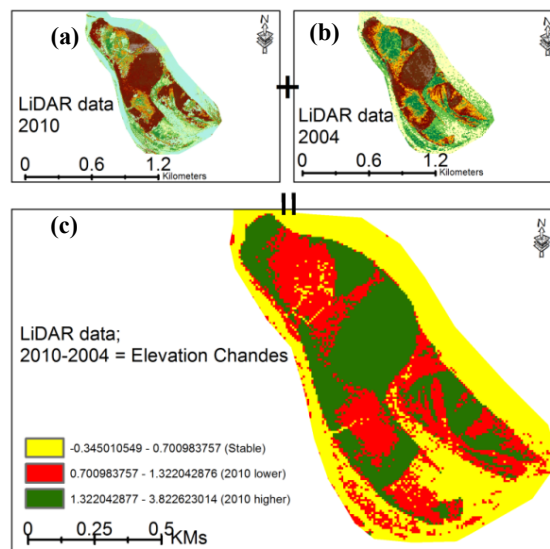 (a)
N
LiDAR data
2010
0 0.6 1.2
Kilometers
+
(b)
N
LiDAR data
2004
0 0.6 1.2
Kilometers
=
(c)
N
LiDAR data;
2010-2004 = Elevation Chandes
-0.345010549 - 0.700983757 (Stable)
0.700983757 - 1.322042876 (2010 lower)
1.322042877 - 3.822623014 (2010 higher)
0 0.25 0.5
KMs